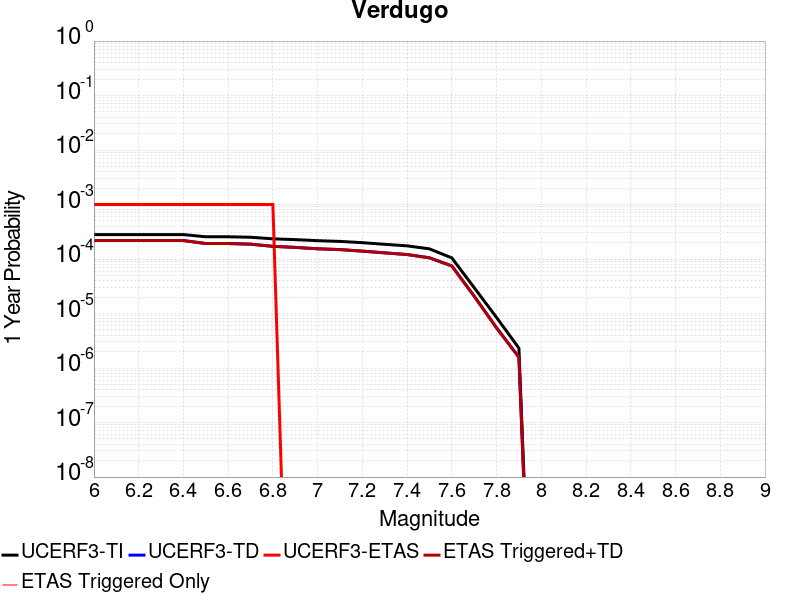 Verdugo
10 0
10 -1
10 -2
10 -3
10 -4
10 -5
10 -6
10 -7
10 -8
1 Year Probability
6 6.2 6.4 6.6 6.8 7 7.2 7.4 7.6 7.8 8 8.2 8.4 8.6 8.8 9
Magnitude
UCERF3-TI UCERF3-TD UCERF3-ETAS ETAS Triggered+TD
ETAS Triggered Only